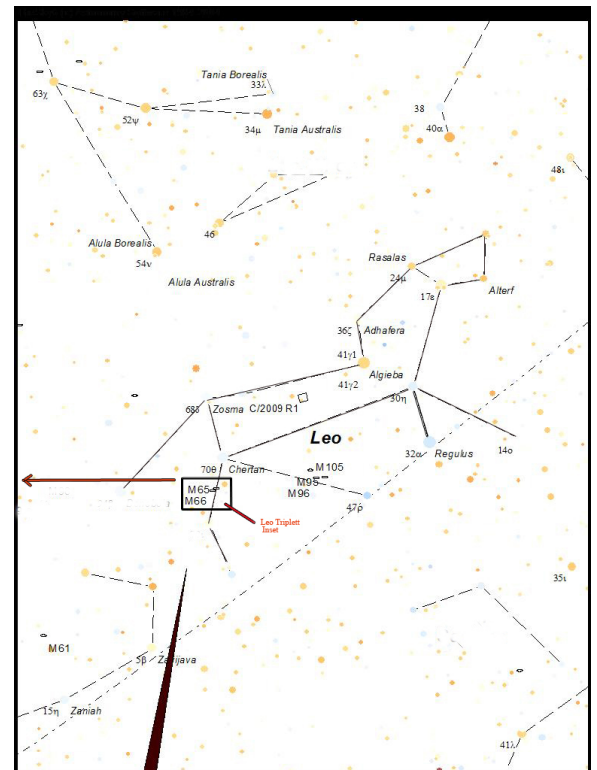 Tania Borealis
33λ
63χ
52ψ
34μ Tania Australis
38
40α
48ι
46
Alula Borealis
54ν
Alula Australis
Rasalas
24μ
17ε
Alterf
36ζ Adhafera
41γ1
Algieba
41γ2
30η
68δ Zosma C/2009 R1
Leo
32α Regulus
14ο
70θ Chertan
M105
M95
M96
M65
M66
47ρ
Leo Triplett
Inset
35ι
M61
5β Zavijava
15η Zaniah
41λ